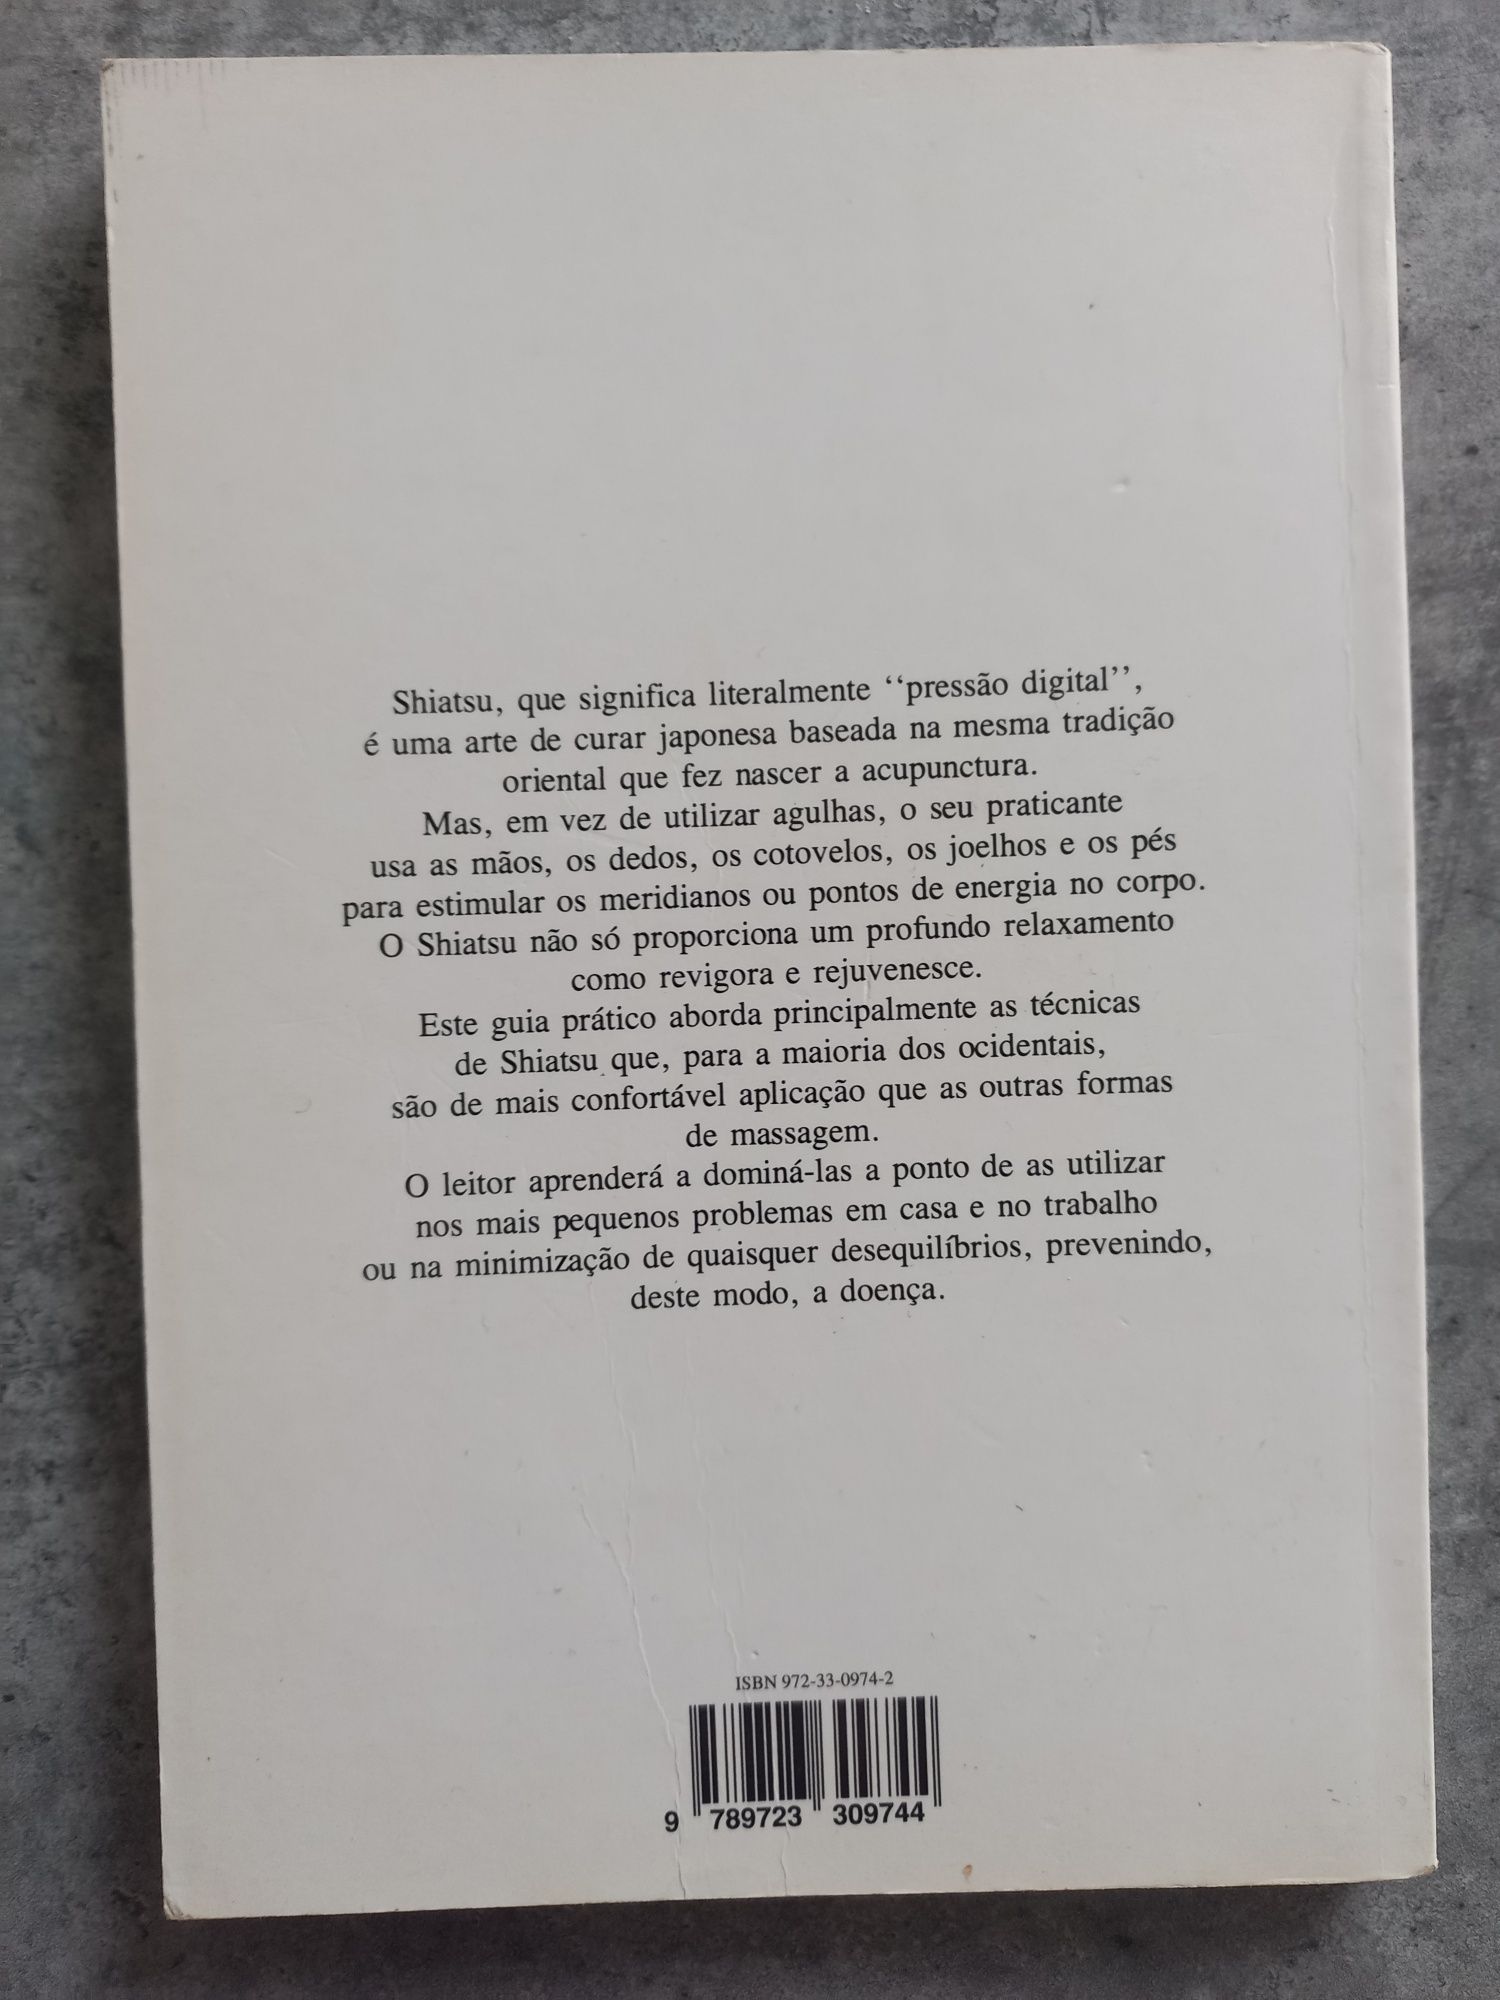 Shiatsu, que significa literalmente ‘‘pressão digital’’,
é uma arte de curar japonesa baseada na mesma tradição
oriental que fez nascer a acupunctura.
Mas, em vez de utilizar agulhas, o seu praticante
usa as mãos, os dedos, os cotovelos, os joelhos e os pés
para estimular os meridianos ou pontos de energia no corpo.
O Shiatsu não só proporciona um profundo relaxamento
como revigora e rejuvenesce.
Este guia prático aborda principalmente as técnicas
de Shiatsu que, para a maioria dos ocidentais,
são de mais confortável aplicação que as outras formas
de massagem.
O leitor aprenderá a dominá-las a ponto de as utilizar
nos mais pequenos problemas em casa e no trabalho
ou na minimização de quaisquer desequilíbrios, prevenindo,
deste modo, a doença.
ISBN 972-33-0974-2
9 789723 309744